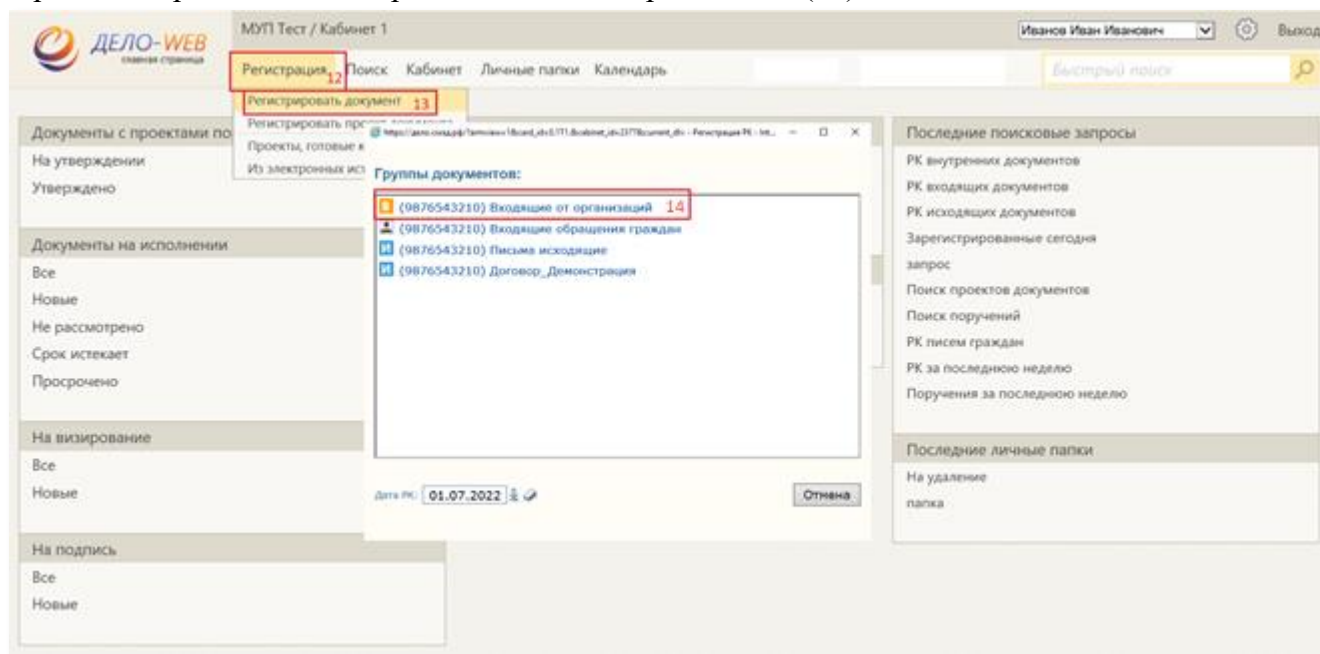 МУП Тест / Кабинет 1
Иванов Иван Иванович
Выход
ДЕЛО-WEB
главная страница
Регистрация 12 Поиск Кабинет Личные папки Календарь
Быстрый поиск
Регистрировать документ 13
Регистрировать
Проекты, готовые к
Документы с проектами по
На утверждении
Утверждено
Документы на исполнении
Все
Новые
Не рассмотрено
Срок истекает
Просрочено
На визирование
Все
Новые
На подпись
Все
Новые
Группы документов:
(9876543210) Входящие от организаций 14
(9876543210) Входящие обращения граждан
(9876543210) Письма исходящие
(9876543210) Договор_Демонстрация
Дата РК: 01.07.2022
Отмена
Последние поисковые запросы
РК внутренних документов
РК входящих документов
РК исходящих документов
Зарегистрированные сегодня
запрос
Поиск проектов документов
Поиск поручений
РК писем граждан
РК за последнюю неделю
Поручения за последнюю неделю
Последние личные папки
На удаление
папка